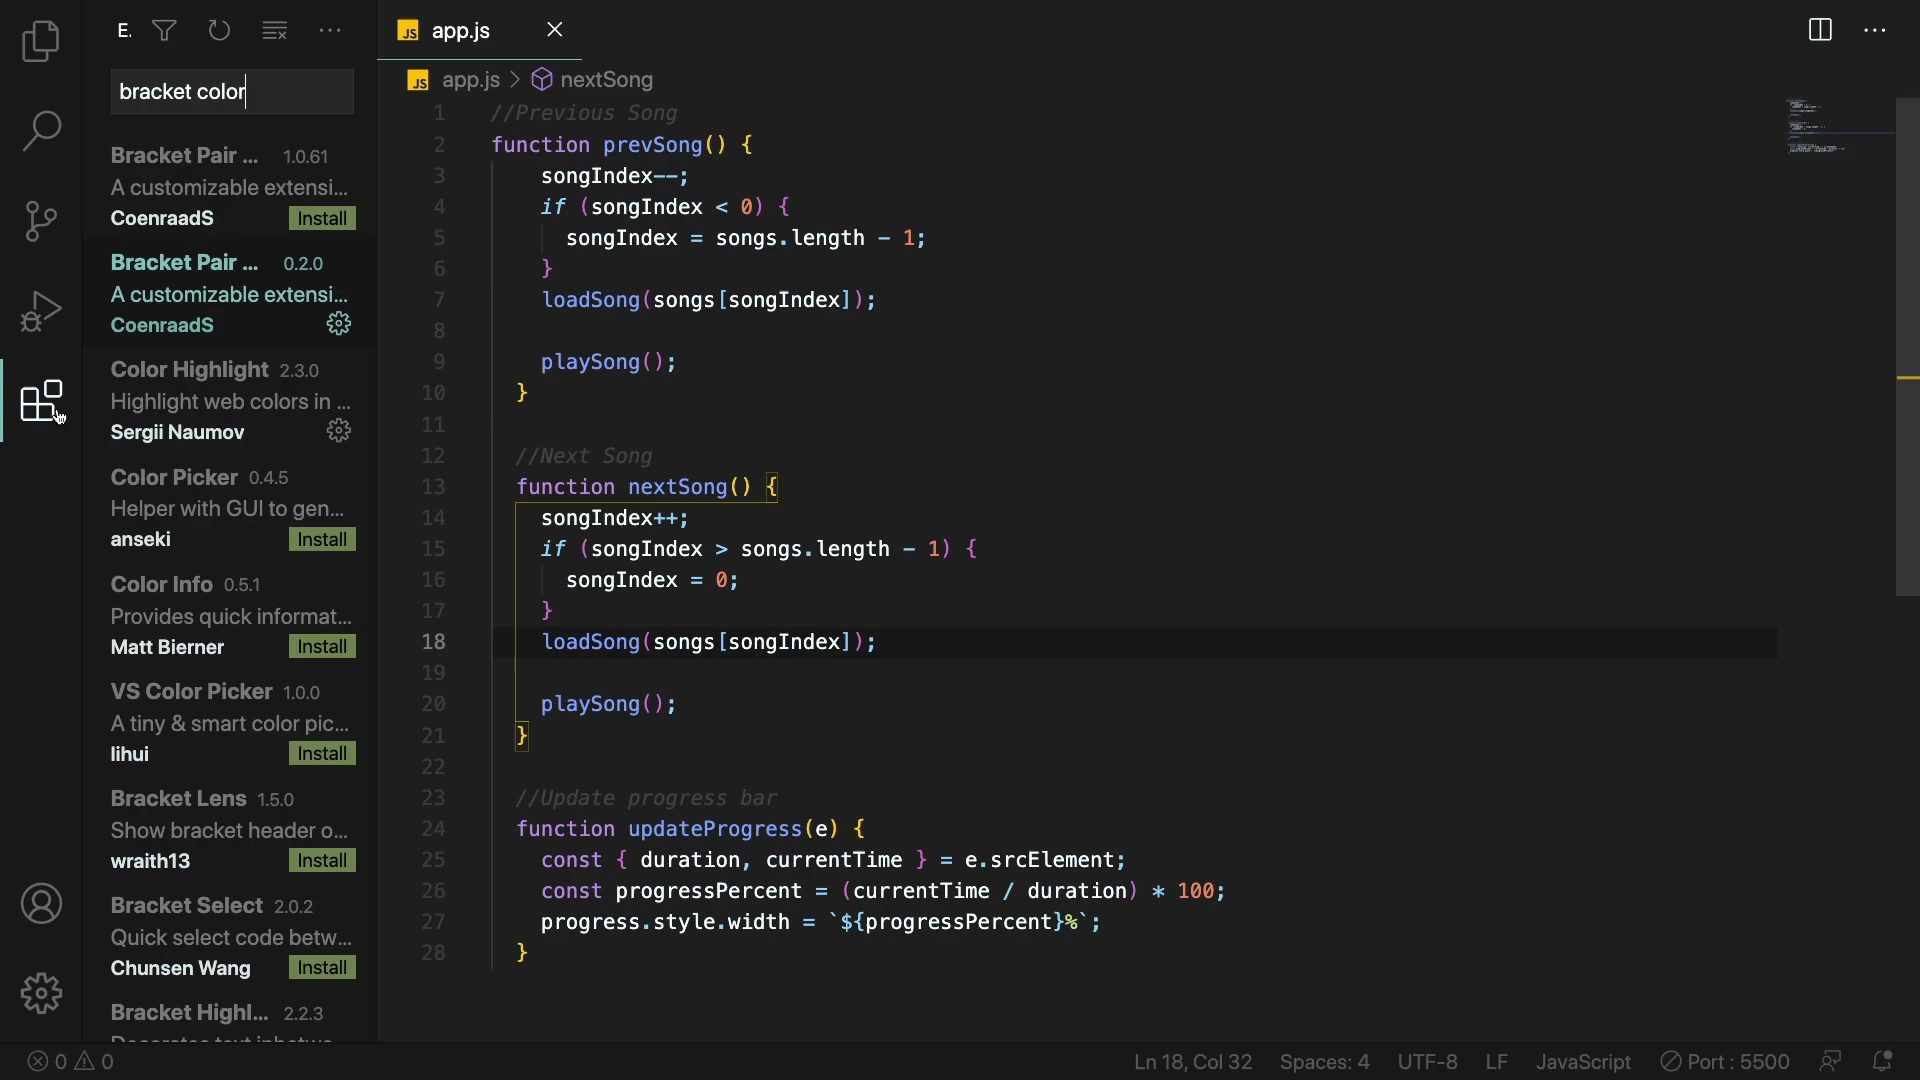 E.
bracket color
Bracket Pair ... 1.0.61
A customizable extensi...
CoenraadS Install
Bracket Pair ... 0.2.0
A customizable extensi...
CoenraadS
Color Highlight 2.3.0
Highlight web colors in ...
Sergii Naumov
Color Picker 0.4.5
Helper with GUI to gen...
anseki Install
Color Info 0.5.1
Provides quick informat...
Matt Bierner Install
VS Color Picker 1.0.0
A tiny & smart color pic...
lihui Install
Bracket Lens 1.5.0
Show bracket header o...
wraith13 Install
Bracket Select 2.0.2
Quick select code betw...
Chunsen Wang Install
Bracket Highl... 2.2.3
JS app.js
JS app.js > nextSong
1 //Previous Song
2 function prevSong() {
3 songIndex--;
4 if (songIndex < 0) {
5 songIndex = songs.length - 1;
6 }
7 loadSong(songs[songIndex]);
8
9 playSong();
10 }
11
12 //Next Song
13 function nextSong() {
14 songIndex++;
15 if (songIndex > songs.length - 1) {
16 songIndex = 0;
17 }
18 loadSong(songs[songIndex]);
19
20 playSong();
21 }
22
23 //Update progress bar
24 function updateProgress(e) {
25 const { duration, currentTime } = e.srcElement;
26 const progressPercent = (currentTime / duration) * 100;
27 progress.style.width = `${progressPercent}%`;
28 }
0 0 Ln 18, Col 32 Spaces: 4 UTF-8 LF JavaScript Port : 5500